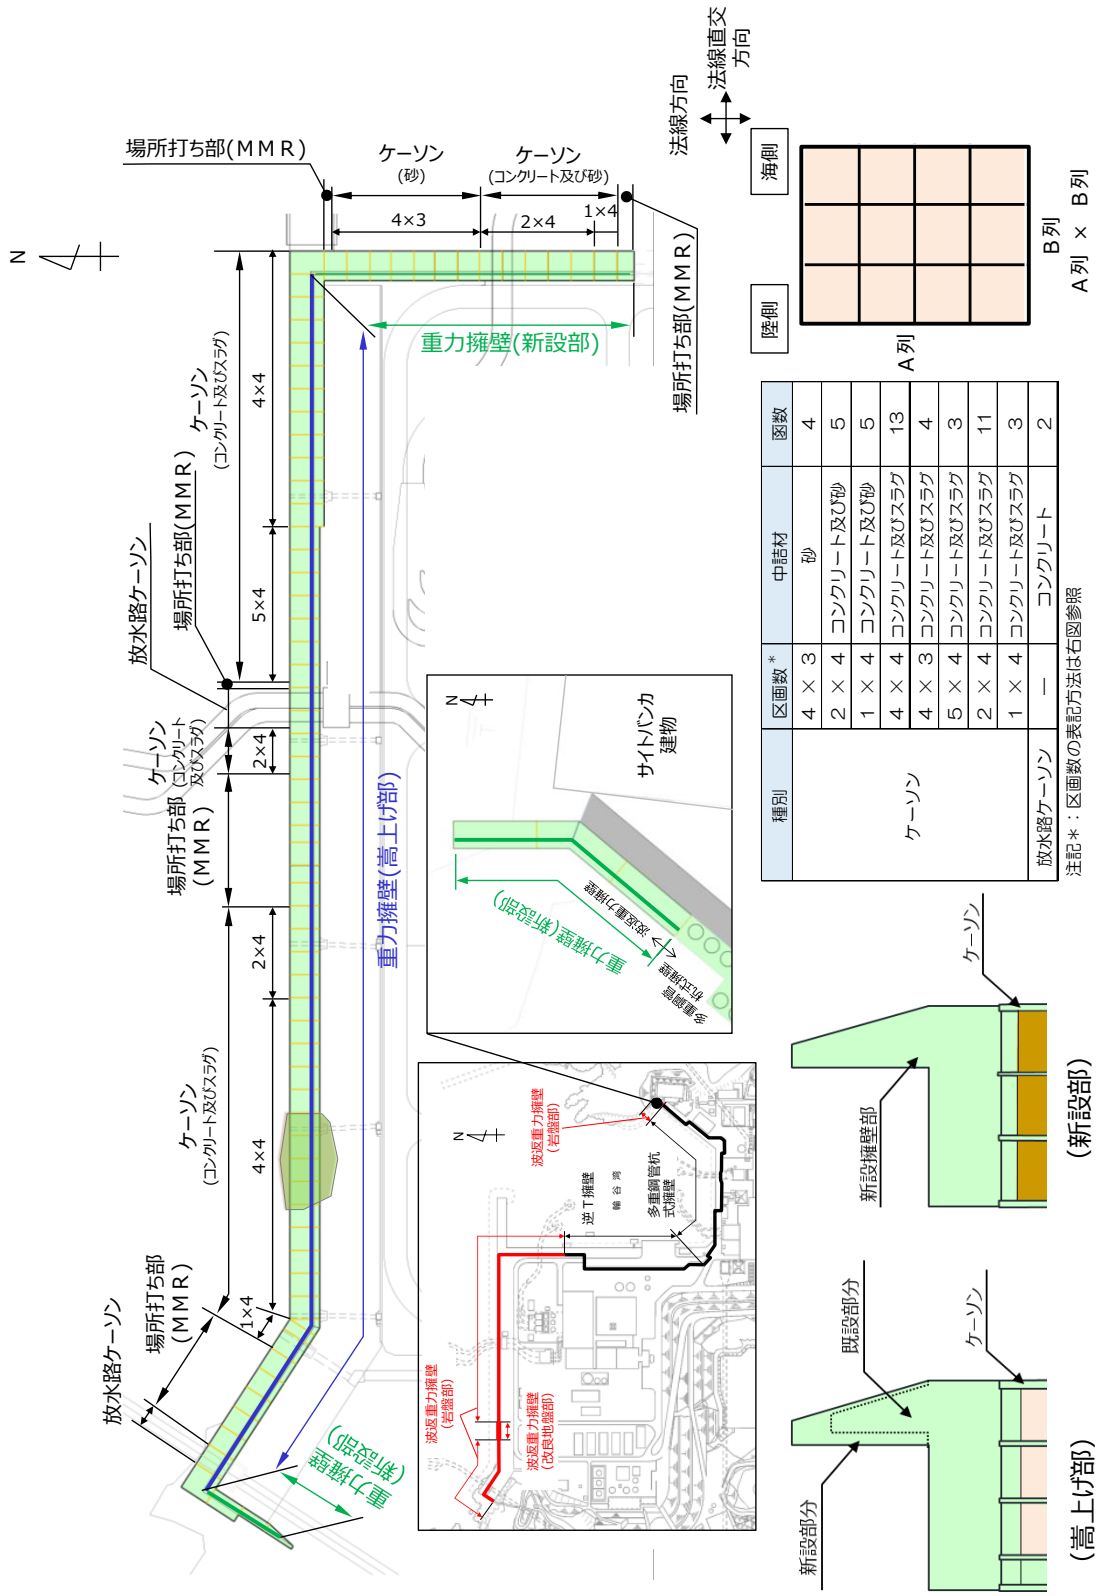 N
場所打ち部(MMR)
ケーソン
(砂)
ケーソン
(コンクリート及び砂)
4×3
2×4
1×4
場所打ち部(MMR)
重力擁壁(新設部)
ケーソン
(コンクリート及びスラグ)
4×4
5×4
場所打ち部(MMR)
放水路ケーソン
ケーソン
(コンクリート
及びスラグ)
2×4
場所打ち部
(MMR)
2×4
ケーソン
(コンクリート及びスラグ)
4×4
1×4
場所打ち部
(MMR)
放水路ケーソン
重力擁壁
(新設部)
重力擁壁(嵩上げ部)
N
サイトバンカ
建物
重力擁壁(新設部)
波返重力擁壁
多重鋼管
杭式擁壁
N
波返重力擁壁
(岩盤部)
波返重力擁壁
(改良地盤部)
波返重力擁壁
(岩盤部)
逆T擁壁
輪谷湾
多重鋼管杭
式擁壁
法線方向
法線直交
方向
陸側
海側
A列
B列
A列 × B列
種別 区画数* 中詰材 函数
ケーソン
4 × 3 砂 4
2 × 4 コンクリート及び砂 5
1 × 4 コンクリート及び砂 5
4 × 4 コンクリート及びスラグ 13
4 × 3 コンクリート及びスラグ 4
5 × 4 コンクリート及びスラグ 3
2 × 4 コンクリート及びスラグ 11
1 × 4 コンクリート及びスラグ 3
放水路ケーソン — コンクリート 2
注記*：区画数の表記方法は右図参照
新設部分
既設部分
ケーソン
(嵩上げ部)
新設擁壁部
ケーソン
(新設部)